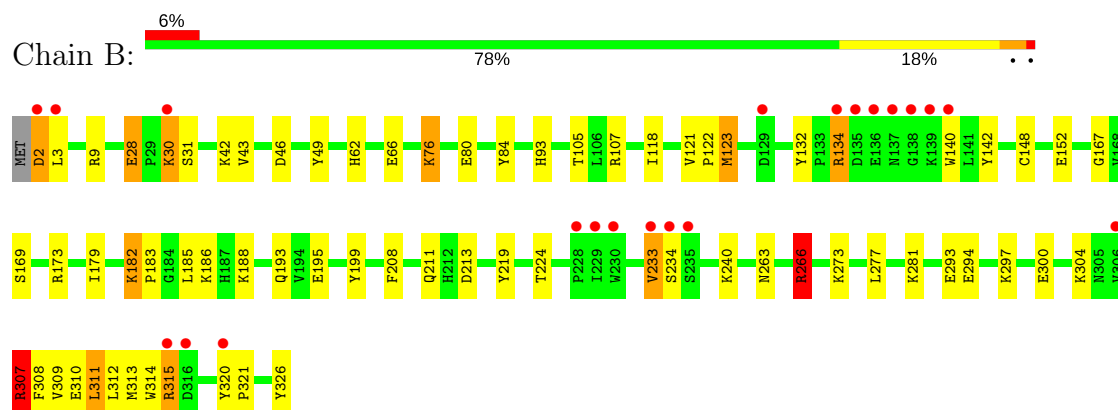 6%
Chain B:
78% 18% . .
MET D2 L3 R9 E28 P29 K30 S31 K42 V43 D46 Y49 H62 E66 K76 E80 Y84 H93 T105 L106 R107 I118 V121 P122 M123 D129 Y132 P133 R134 D135 E136 N137 G138 K139 W140 L141 Y142 C148 E152 G167 V168
S169 R173 I179 K182 P183 G184 L185 K186 H187 K188 Q193 V194 E195 Y199 F208 Q211 H212 D213 Y219 T224 P228 I229 W230 V233 S234 S235 K240 N263 R266 K273 L277 K281 E293 E294 K297 E300 K304 N305 V306
R307 F308 V309 E310 L311 L312 M313 W314 R315 D316 Y320 P321 Y326